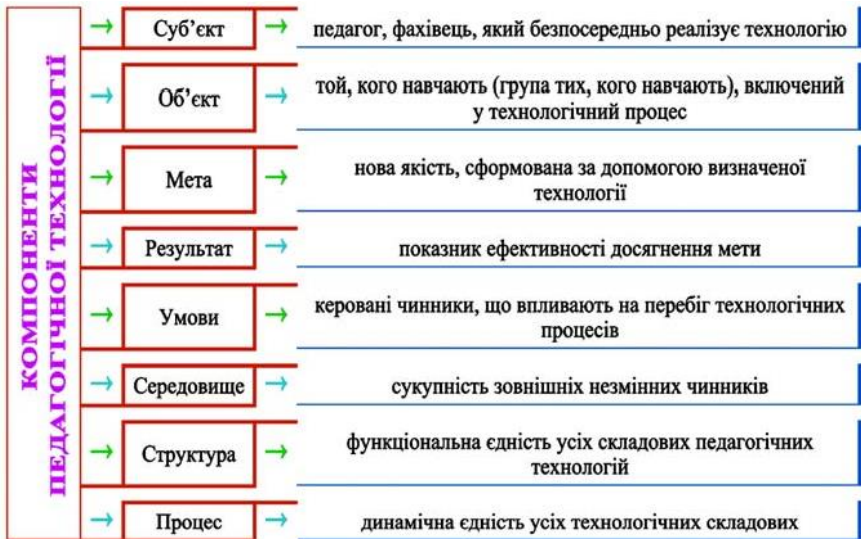 КОМПОНЕНТИ
ПЕДАГОГІЧНОЇ ТЕХНОЛОГІЇ
Суб’єкт
педагог, фахівець, який безпосередньо реалізує технологію
Об’єкт
той, кого навчають (група тих, кого навчають), включений
у технологічний процес
Мета
нова якість, сформована за допомогою визначеної
технології
Результат
показник ефективності досягнення мети
Умови
керовані чинники, що впливають на перебіг технологічних
процесів
Середовище
сукупність зовнішніх незмінних чинників
Структура
функціональна єдність усіх складових педагогічних
технологій
Процес
динамічна єдність усіх технологічних складових